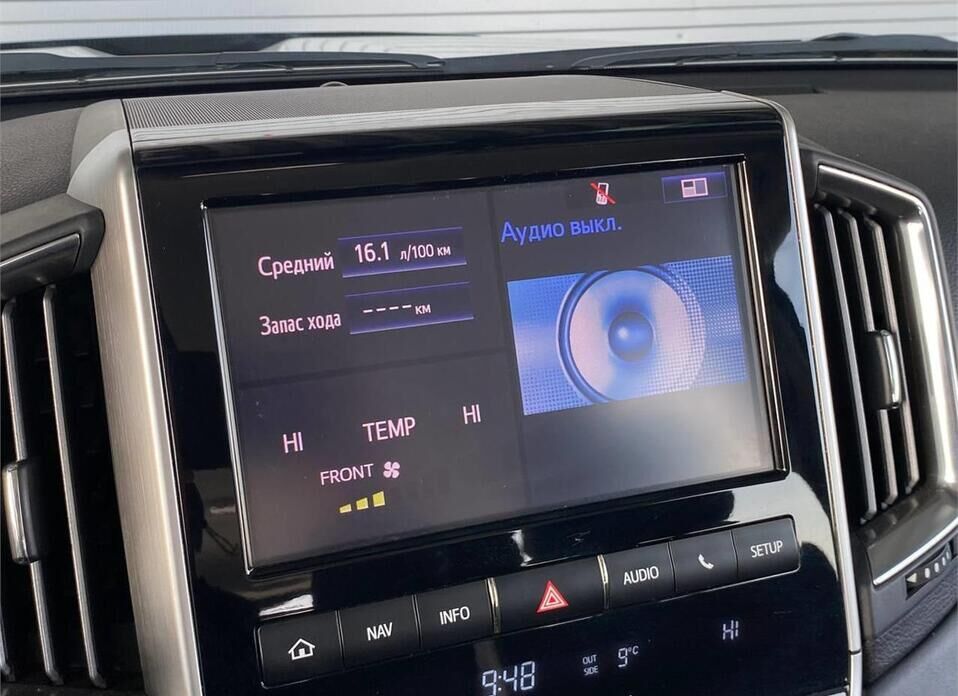 Средний 16.1 л/100 км
Запас хода ---- км
Аудио выкл.
HI TEMP HI
FRONT
NAV INFO AUDIO SETUP
9:48 OUT SIDE 9°C HI